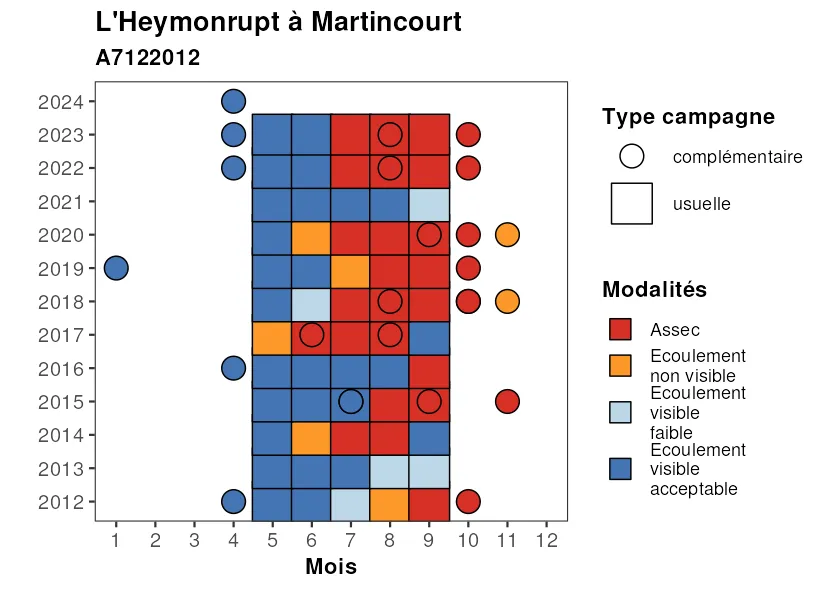 L'Heymonrupt à Martincourt
A7122012
2024
2023
2022
2021
2020
2019
2018
2017
2016
2015
2014
2013
2012
1 2 3 4 5 6 7 8 9 10 11 12
Mois
Type campagne
complémentaire
usuelle
Modalités
Assec
Ecoulement
non visible
Ecoulement
visible
faible
Ecoulement
visible
acceptable